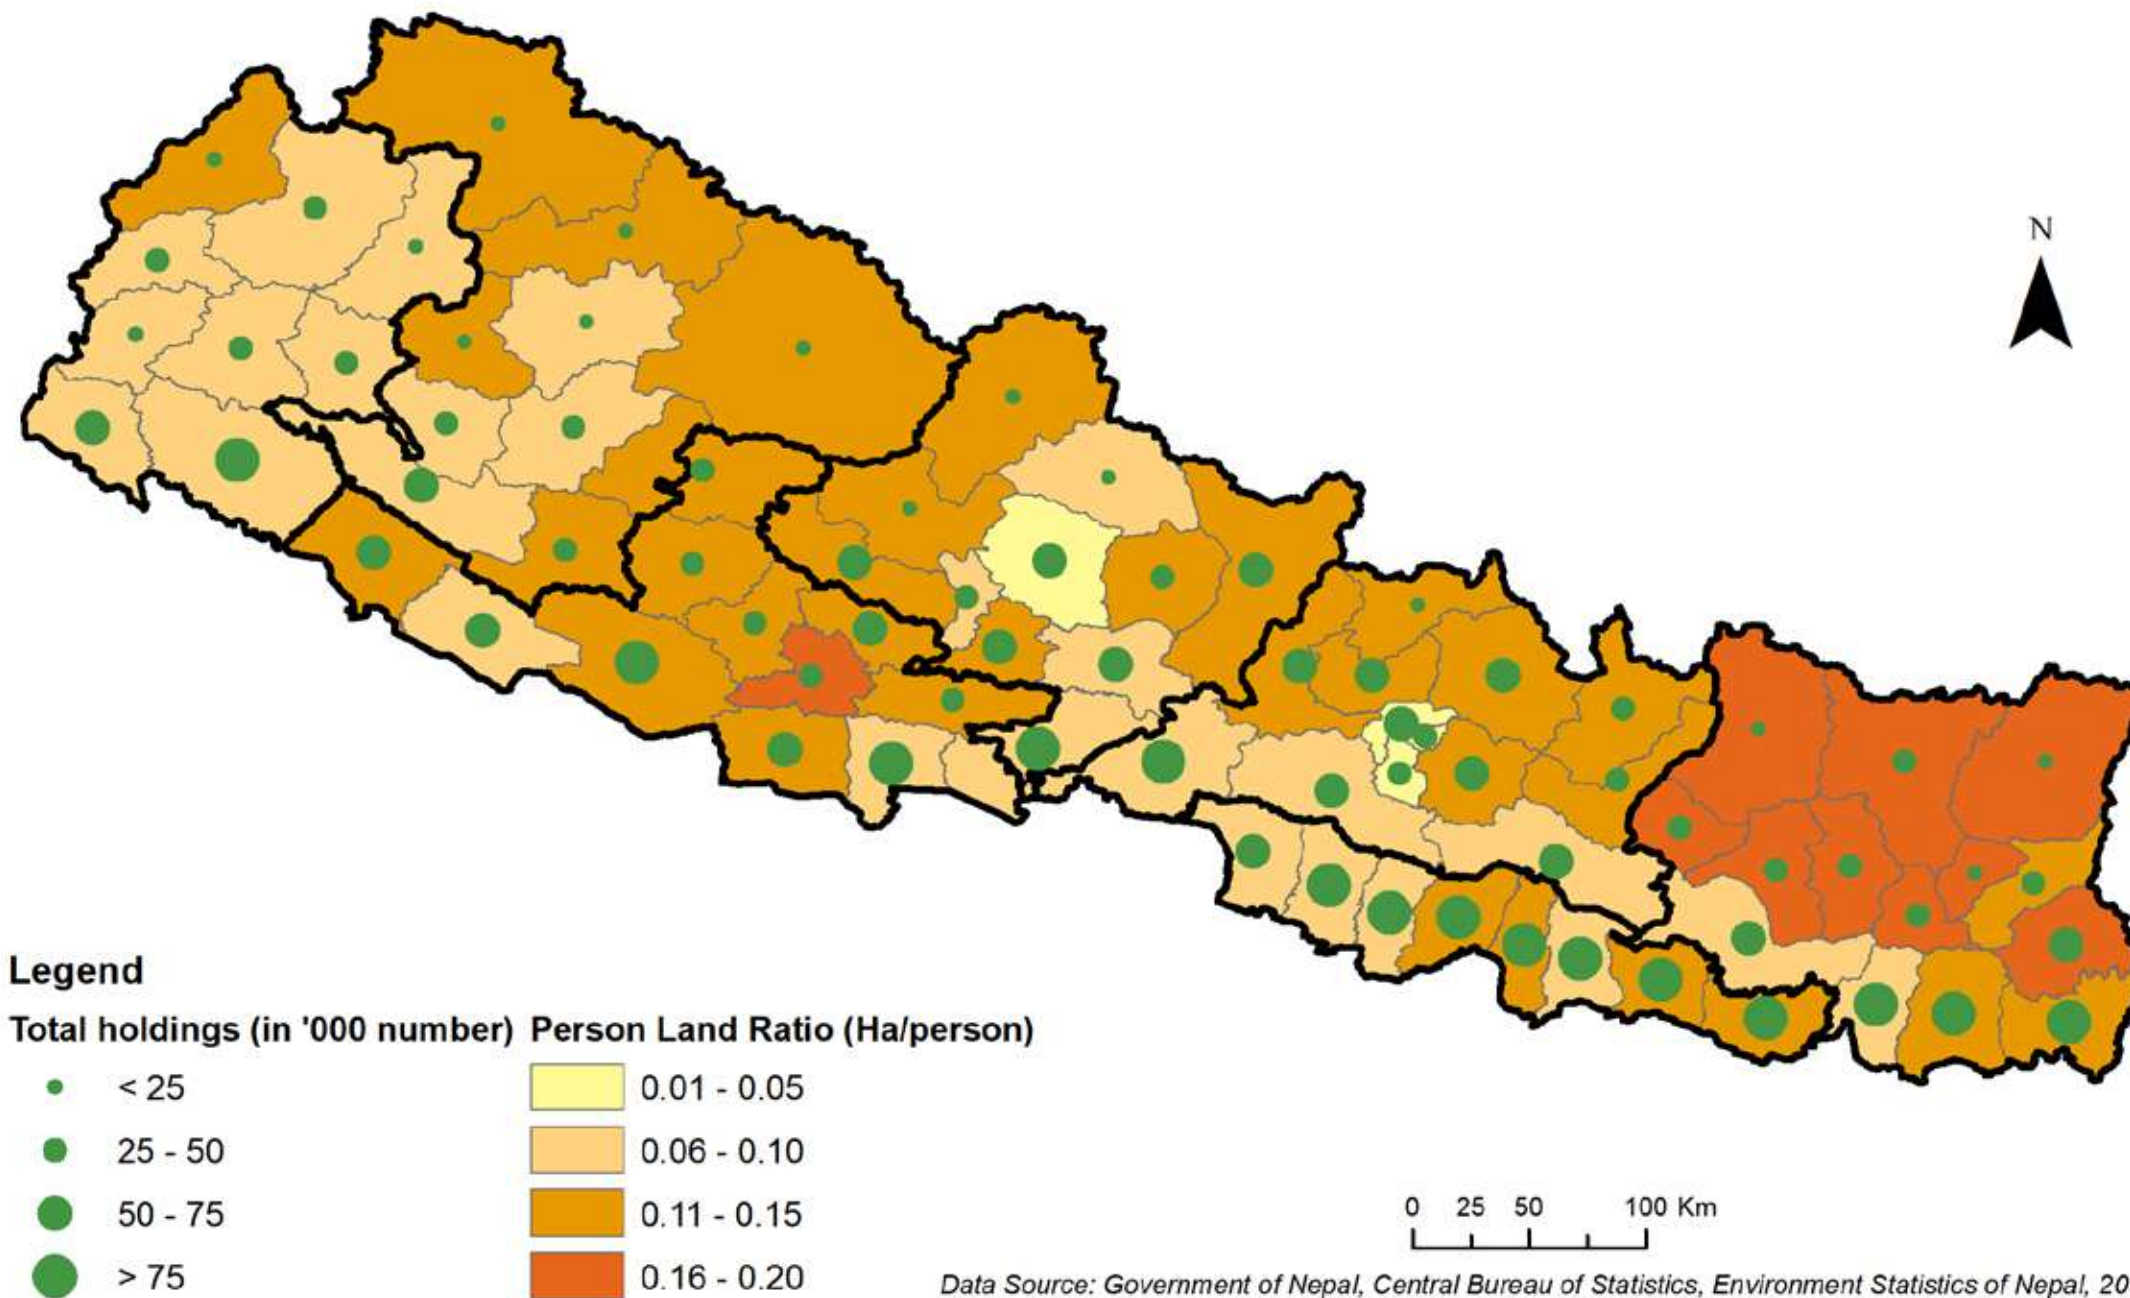 N
Legend
Total holdings (in '000 number) Person Land Ratio (Ha/person)
< 25 0.01 - 0.05
25 - 50 0.06 - 0.10
50 - 75 0.11 - 0.15
> 75 0.16 - 0.20
0 25 50 100 Km
Data Source: Government of Nepal, Central Bureau of Statistics, Environment Statistics of Nepal, 20